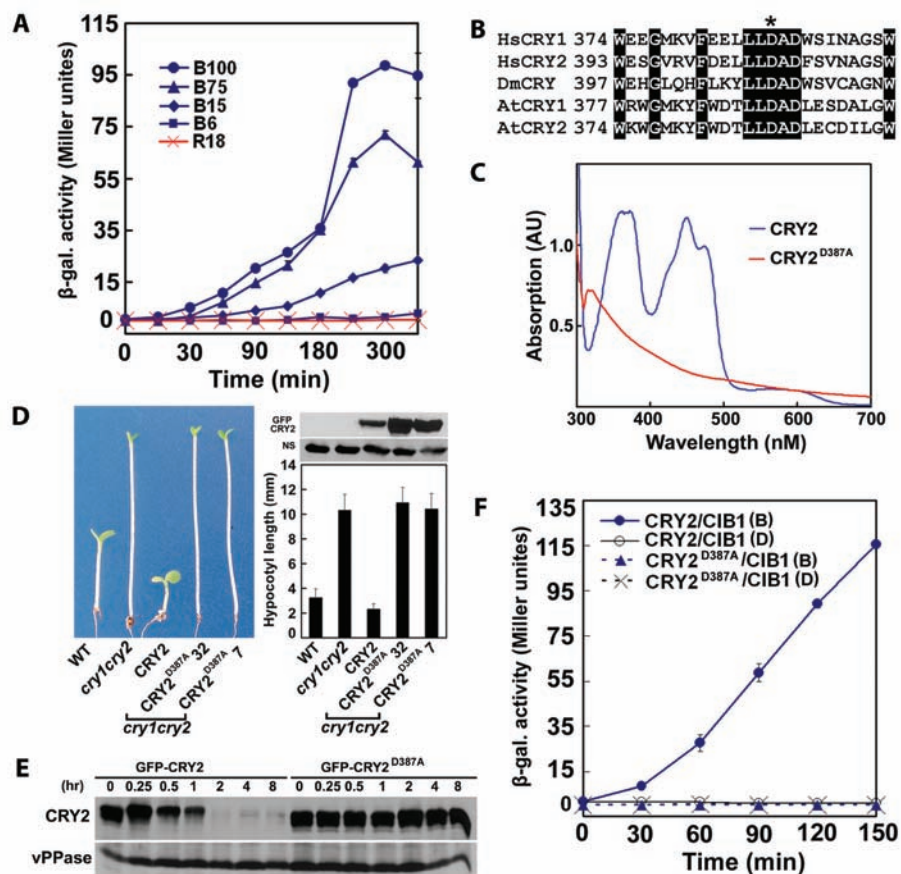 A
β-gal. activity (Miller unites)
115
95
75
55
35
15
0
B100
B75
B15
B6
R18
0 30 90 180 300
Time (min)
B
*
HsCRY1 374 WEEGMKVFEELLLDADWSINAGSW
HsCRY2 393 WESGVRVFDELLLDADFSVNAGSW
DmCRY 397 WEHGLQHFLKYLLDADWSVCAGNW
AtCRY1 377 WRWGMKYFWDTLLDADLESDALGW
AtCRY2 374 WKWGMKYFWDTLLDADLECDILGW
C
Absorption (AU)
1.0
0.5
CRY2
CRY2D387A
300 400 500 600 700
Wavelength (nM)
D
WT
cry1cry2
CRY2
CRY2D387A 32
CRY2D387A 7
cry1cry2
GFP
CRY2
NS
Hypocotyl length (mm)
14
12
10
8
6
4
2
0
WT
cry1cry2
CRY2
CRY2D387A 32
CRY2D387A 7
cry1cry2
E
GFP-CRY2 GFP-CRY2D387A
(hr) 0 0.25 0.5 1 2 4 8 0 0.25 0.5 1 2 4 8
CRY2
vPPase
F
β-gal. activity (Miller unites)
135
115
95
75
55
35
15
0
CRY2/CIB1 (B)
CRY2/CIB1 (D)
CRY2D387A/CIB1 (B)
CRY2D387A/CIB1 (D)
0 30 60 90 120 150
Time (min)